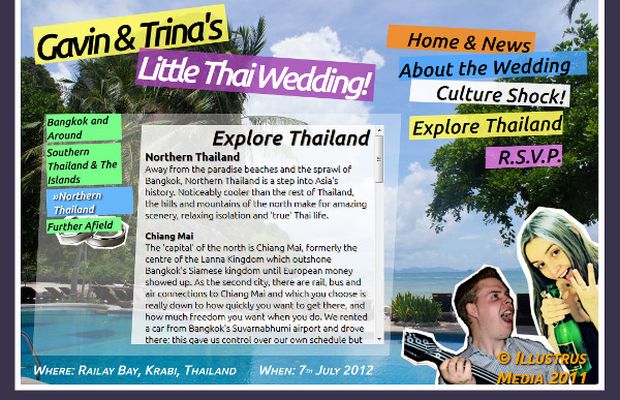 Gavin & Trina's
Little Thai Wedding!
Home & News
About the Wedding
Culture Shock!
Explore Thailand
R.S.V.P.
Bangkok and
Around
Southern
Thailand & The
Islands
»Northern
Thailand
Further Afield
Explore Thailand
Northern Thailand
Away from the paradise beaches and the sprawl of
Bangkok, Northern Thailand is a step into Asia's
history. Noticeably cooler than the rest of Thailand,
the hills and mountains of the north make for amazing
scenery, relaxing isolation and 'true' Thai life.
Chiang Mai
The 'capital' of the north is Chiang Mai, formerly the
centre of the Lanna Kingdom which outshone
Bangkok's Siamese kingdom until European money
showed up. As the second city, there are rail, bus and
air connections to Chiang Mai and which you choose is
really down to how quickly you want to get there, and
how much freedom you want when you do. We rented
a car from Bangkok's Suvarnabhumi airport and drove
there; this gave us control over our own schedule but
Where: Railay Bay, Krabi, Thailand
When: 7th July 2012
© Illustrus
Media 2011